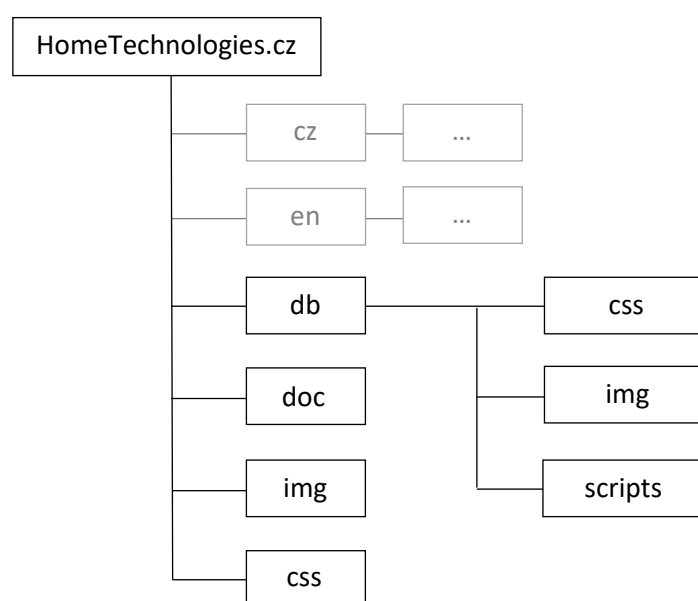 HomeTechnologies.cz
cz ...
en ...
db css
doc img
img scripts
css